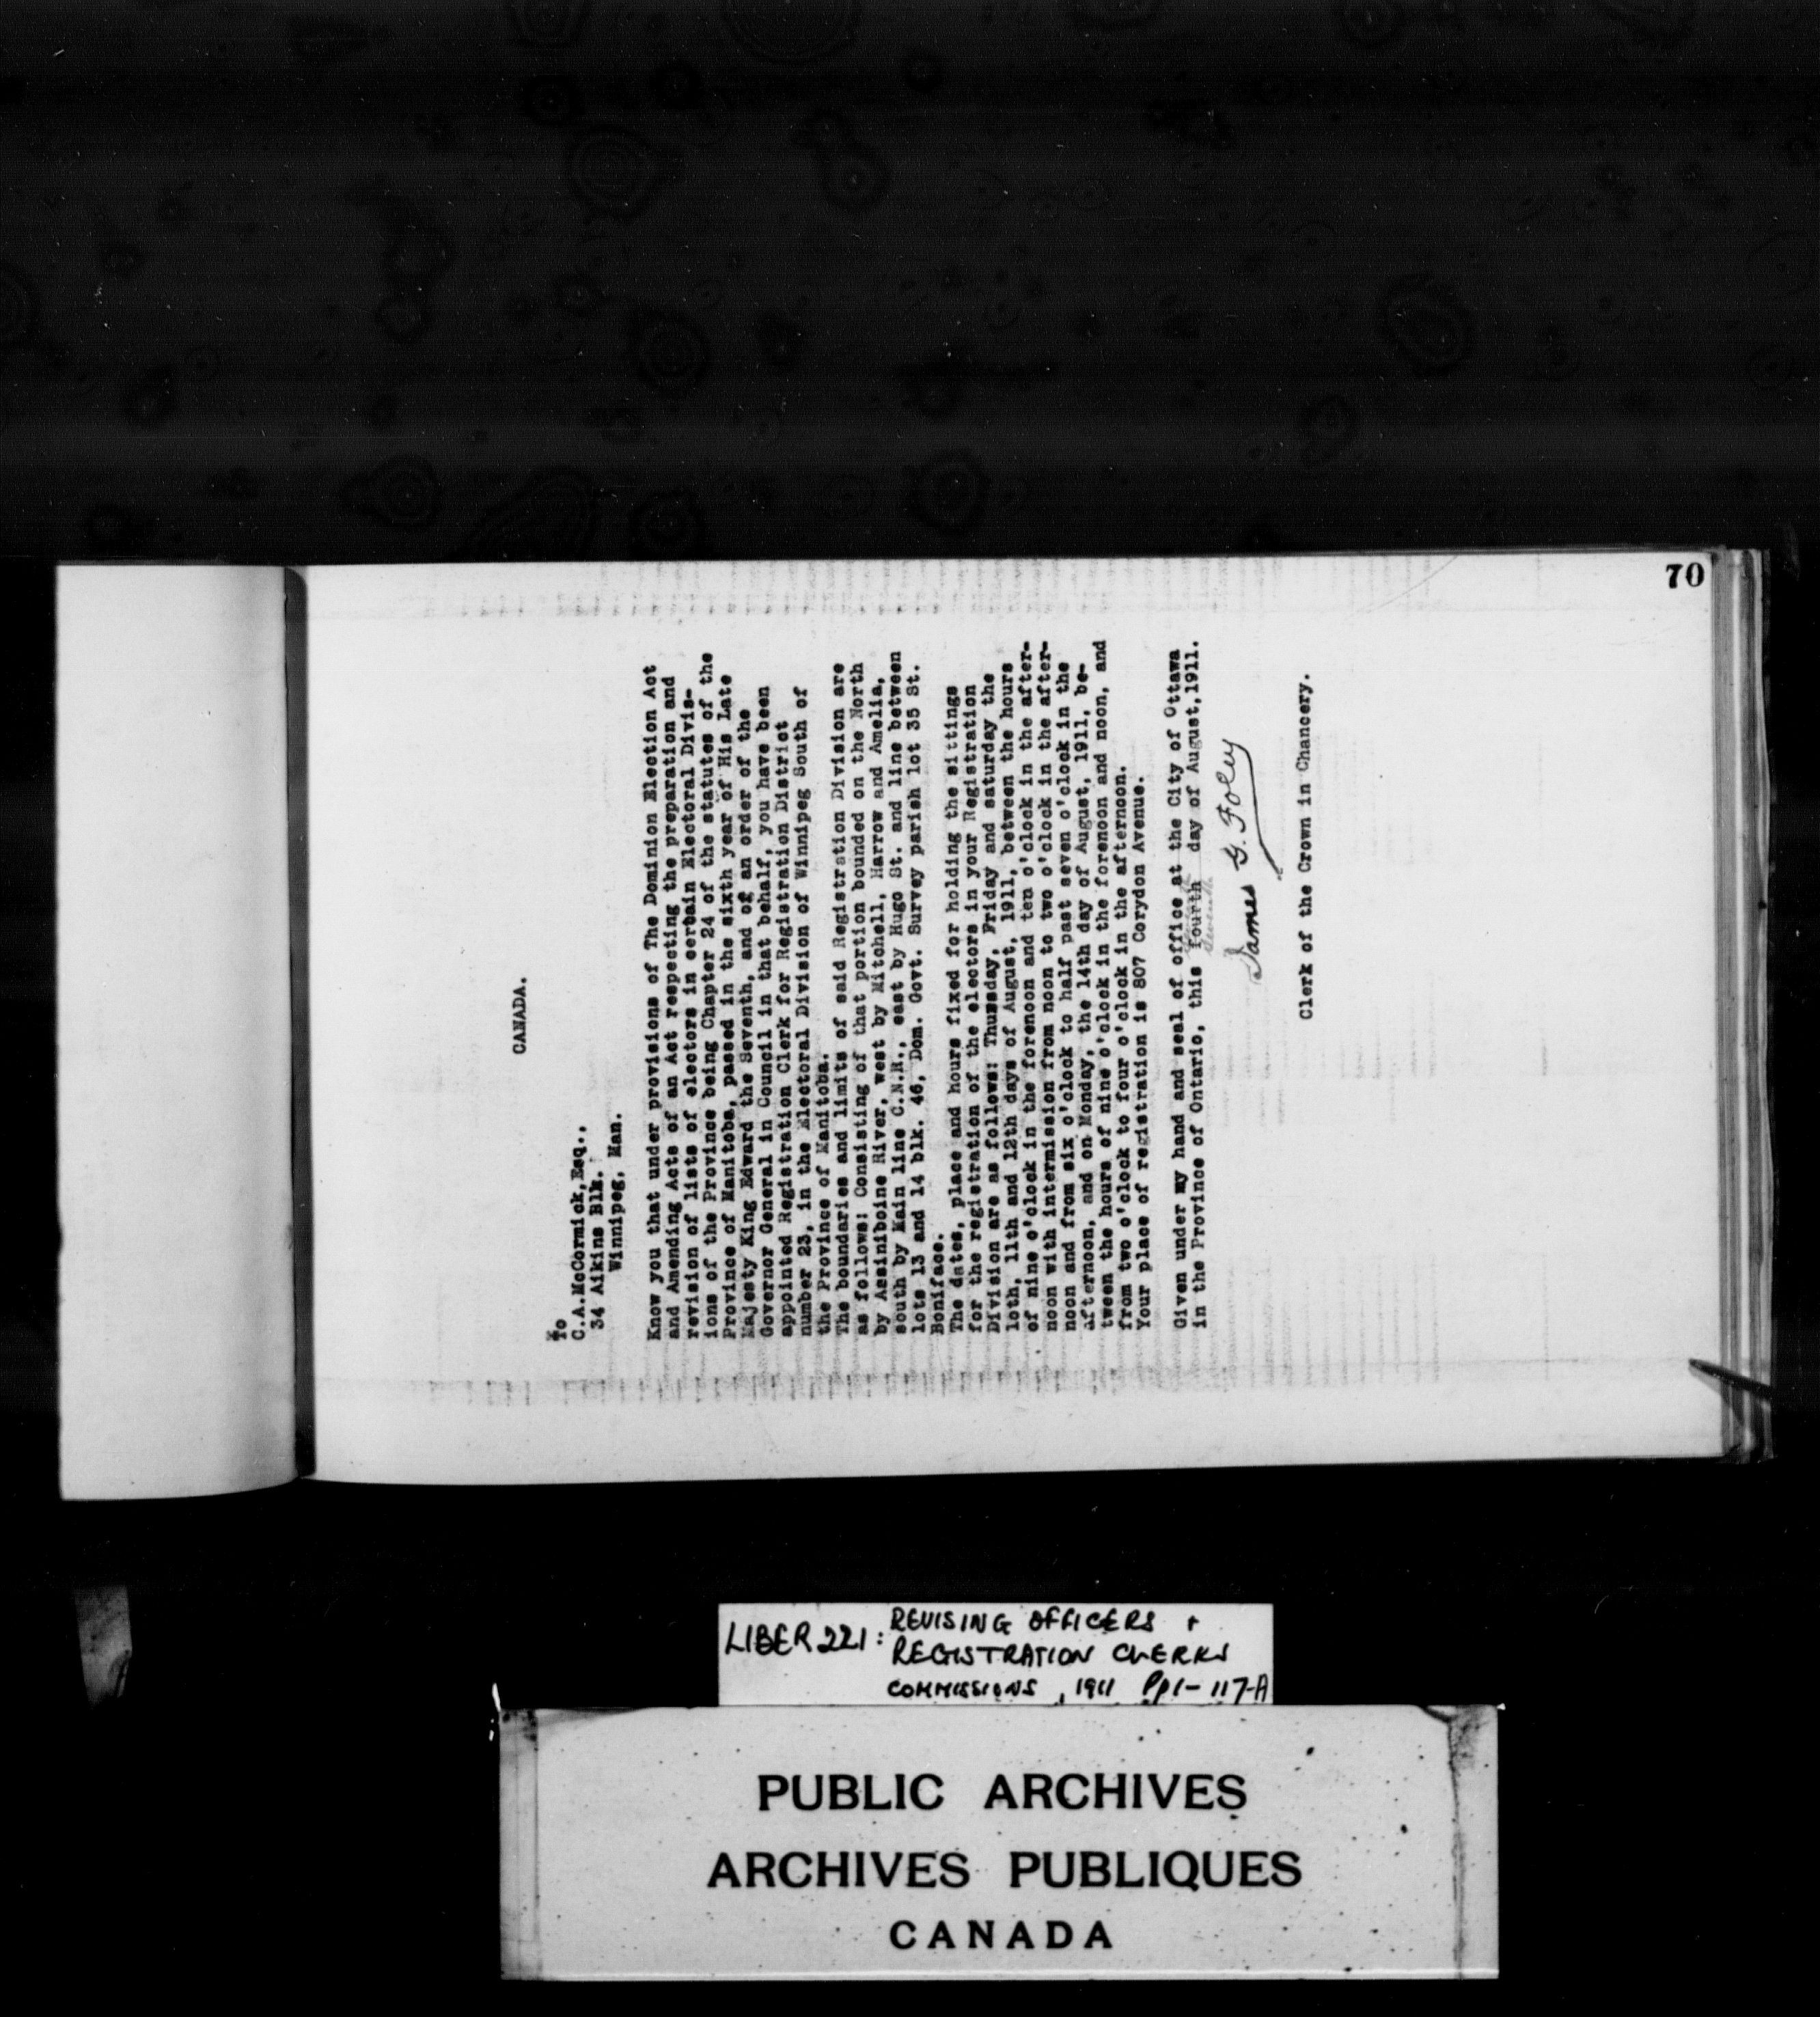 70
CANADA.
To
C.A.McCormick,Esq.,
34 Aikins Blk.
Winnipeg, Man.
Know you that under provisions of The Dominion Election Act
and Amending Acts of an Act respecting the preparation and
revision of lists of electors in certain Electoral Divis-
ions of the Province being Chapter 24 of the statutes of the
Province of Manitoba, passed in the sixth year of His Late
Majesty King Edward the Seventh, and of an order of the
Governor General in Council in that behalf, you have been
appointed Registration Clerk for Registration District
number 23, in the Electoral Division of Winnipeg South of
the Province of Manitoba.
The boundaries and limits of said Registration Division are
as follows: Consisting of that portion bounded on the North
by Assiniboine River, west by Mitchell, Harrow and Amelia,
south by Main line C.N.R., east by Hugo St. and line between
lots 13 and 14 blk. 46, Dom. Govt. Survey parish lot 35 St.
Boniface.
The dates, place and hours fixed for holding the sittings
for the registration of the electors in your Registration
Division are as follows: Thursday, Friday and saturday the
10th, 11th and 12th days of August, 1911, between the hours
of nine o'clock in the forenoon and ten o'clock in the after-
noon with intermission from noon to two o'clock in the after-
noon and from six o'clock to half past seven o'clock in the
afternoon, and on Monday, the 14th day of August, 1911, be-
tween the hours of nine o'clock in the forenoon and noon, and
from two o'clock to four o'clock in the afternoon.
Your place of registration is 807 Corydon Avenue.
Given under my hand and seal of office at the City of Ottawa
in the Province of Ontario, this fourth day of August,1911.
seventh
James G. Foley
Clerk of the Crown in Chancery.
LIBER 221: REVISING OFFICERS +
REGISTRATION CLERKS
COMMISSIONS, 1911 Pp 1-117-A
PUBLIC ARCHIVES
ARCHIVES PUBLIQUES
CANADA